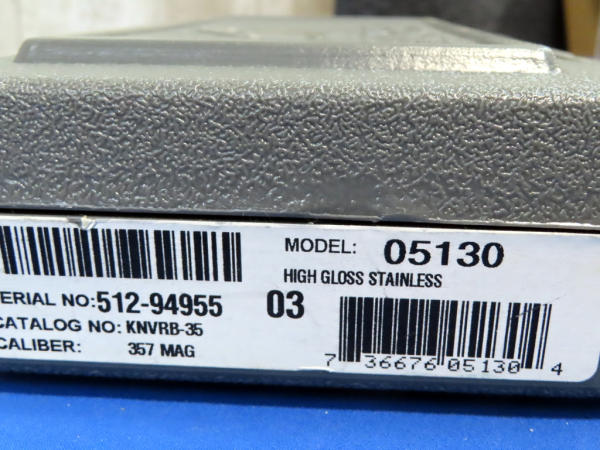 MODEL: 05130
HIGH GLOSS STAINLESS
ERIAL NO:512-94955 03
CATALOG NO: KNVRB-35
CALIBER: 357 MAG
7 36676 05130 4